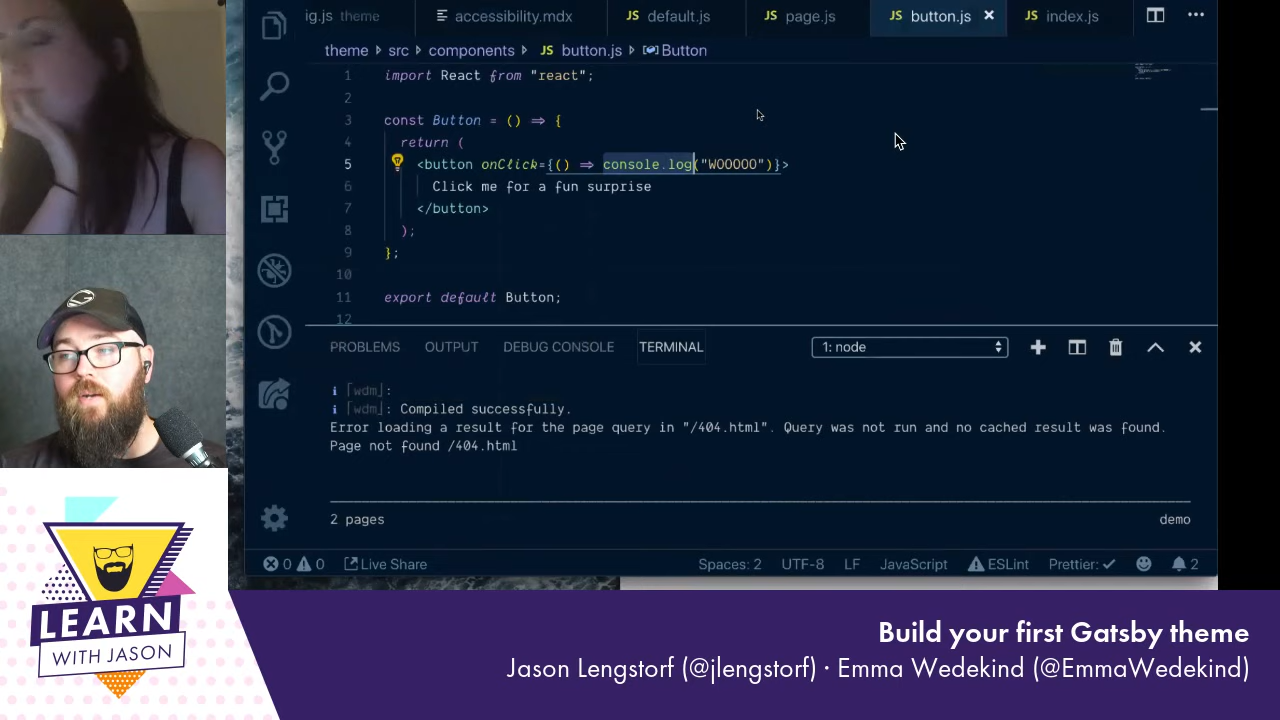 ig.js theme
accessibility.mdx
JS default.js
JS page.js
JS button.js
JS index.js
theme src components JS button.js Button
1 import React from "react";
2
3 const Button = () ⇒ {
4 return (
5 <button onClick={() ⇒ console.log("WOOOOO")}>
6 Click me for a fun surprise
7 </button>
8 );
9 };
10
11 export default Button;
12
PROBLEMS OUTPUT DEBUG CONSOLE TERMINAL 1: node
i ⌈wdm⌋:
i ⌈wdm⌋: Compiled successfully.
Error loading a result for the page query in "/404.html". Query was not run and no cached result was found.
Page not found /404.html
2 pages demo
0 0 Live Share Spaces: 2 UTF-8 LF JavaScript ESLint Prettier: ✓ 2
LEARN
WITH JASON
Build your first Gatsby theme
Jason Lengstorf (@jlengstorf) · Emma Wedekind (@EmmaWedekind)